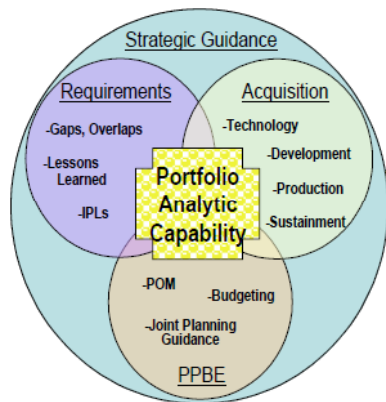 Strategic Guidance
Requirements
-Gaps, Overlaps
-Lessons
Learned
-IPLs
Acquisition
-Technology
-Development
-Production
-Sustainment
Portfolio
Analytic
Capability
-POM
-Budgeting
-Joint Planning
Guidance
PPBE